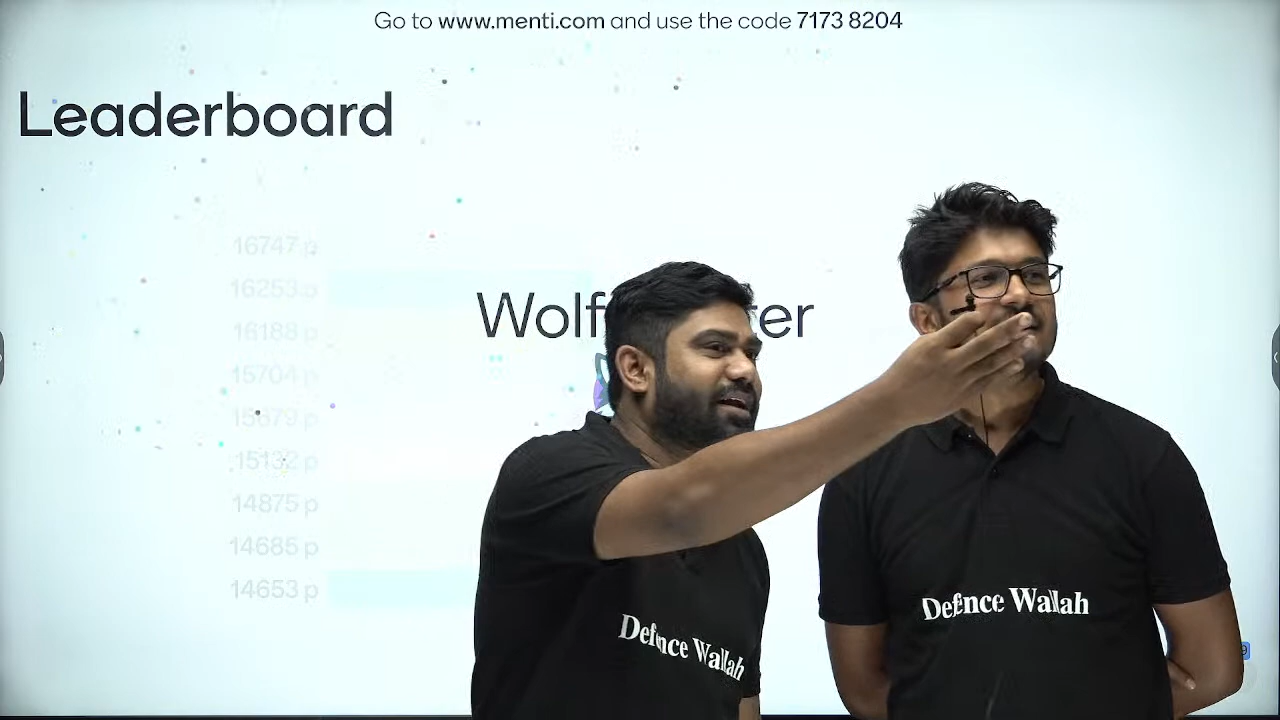 Go to www.menti.com and use the code 7173 8204
Leaderboard
16747 p
16253 p
16188 p
15704 p
15132 p
14875 p
14685 p
14653 p
Defence Wallah
Defence Wallah